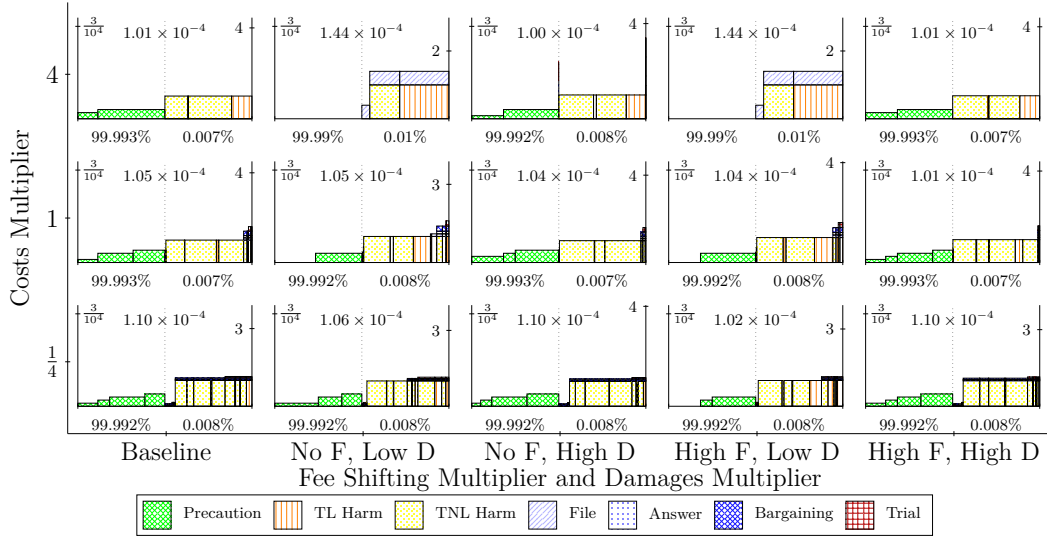 3/10⁴ 1.01 × 10⁻⁴ 4 3/10⁴ 1.44 × 10⁻⁴ 2 3/10⁴ 1.00 × 10⁻⁴ 4 3/10⁴ 1.44 × 10⁻⁴ 2 3/10⁴ 1.01 × 10⁻⁴ 4
4
99.993% 0.007% 99.99% 0.01% 99.992% 0.008% 99.99% 0.01% 99.993% 0.007%
3/10⁴ 1.05 × 10⁻⁴ 4 3/10⁴ 1.05 × 10⁻⁴ 3 3/10⁴ 1.04 × 10⁻⁴ 4 3/10⁴ 1.04 × 10⁻⁴ 4 3/10⁴ 1.01 × 10⁻⁴ 4
1
99.993% 0.007% 99.992% 0.008% 99.993% 0.007% 99.992% 0.008% 99.993% 0.007%
3/10⁴ 1.10 × 10⁻⁴ 3 3/10⁴ 1.06 × 10⁻⁴ 3 3/10⁴ 1.10 × 10⁻⁴ 4 3/10⁴ 1.02 × 10⁻⁴ 3 3/10⁴ 1.10 × 10⁻⁴ 3
1/4
99.992% 0.008% 99.992% 0.008% 99.992% 0.008% 99.992% 0.008% 99.992% 0.008%
Costs Multiplier
Baseline No F, Low D No F, High D High F, Low D High F, High D
Fee Shifting Multiplier and Damages Multiplier
Precaution TL Harm TNL Harm File Answer Bargaining Trial